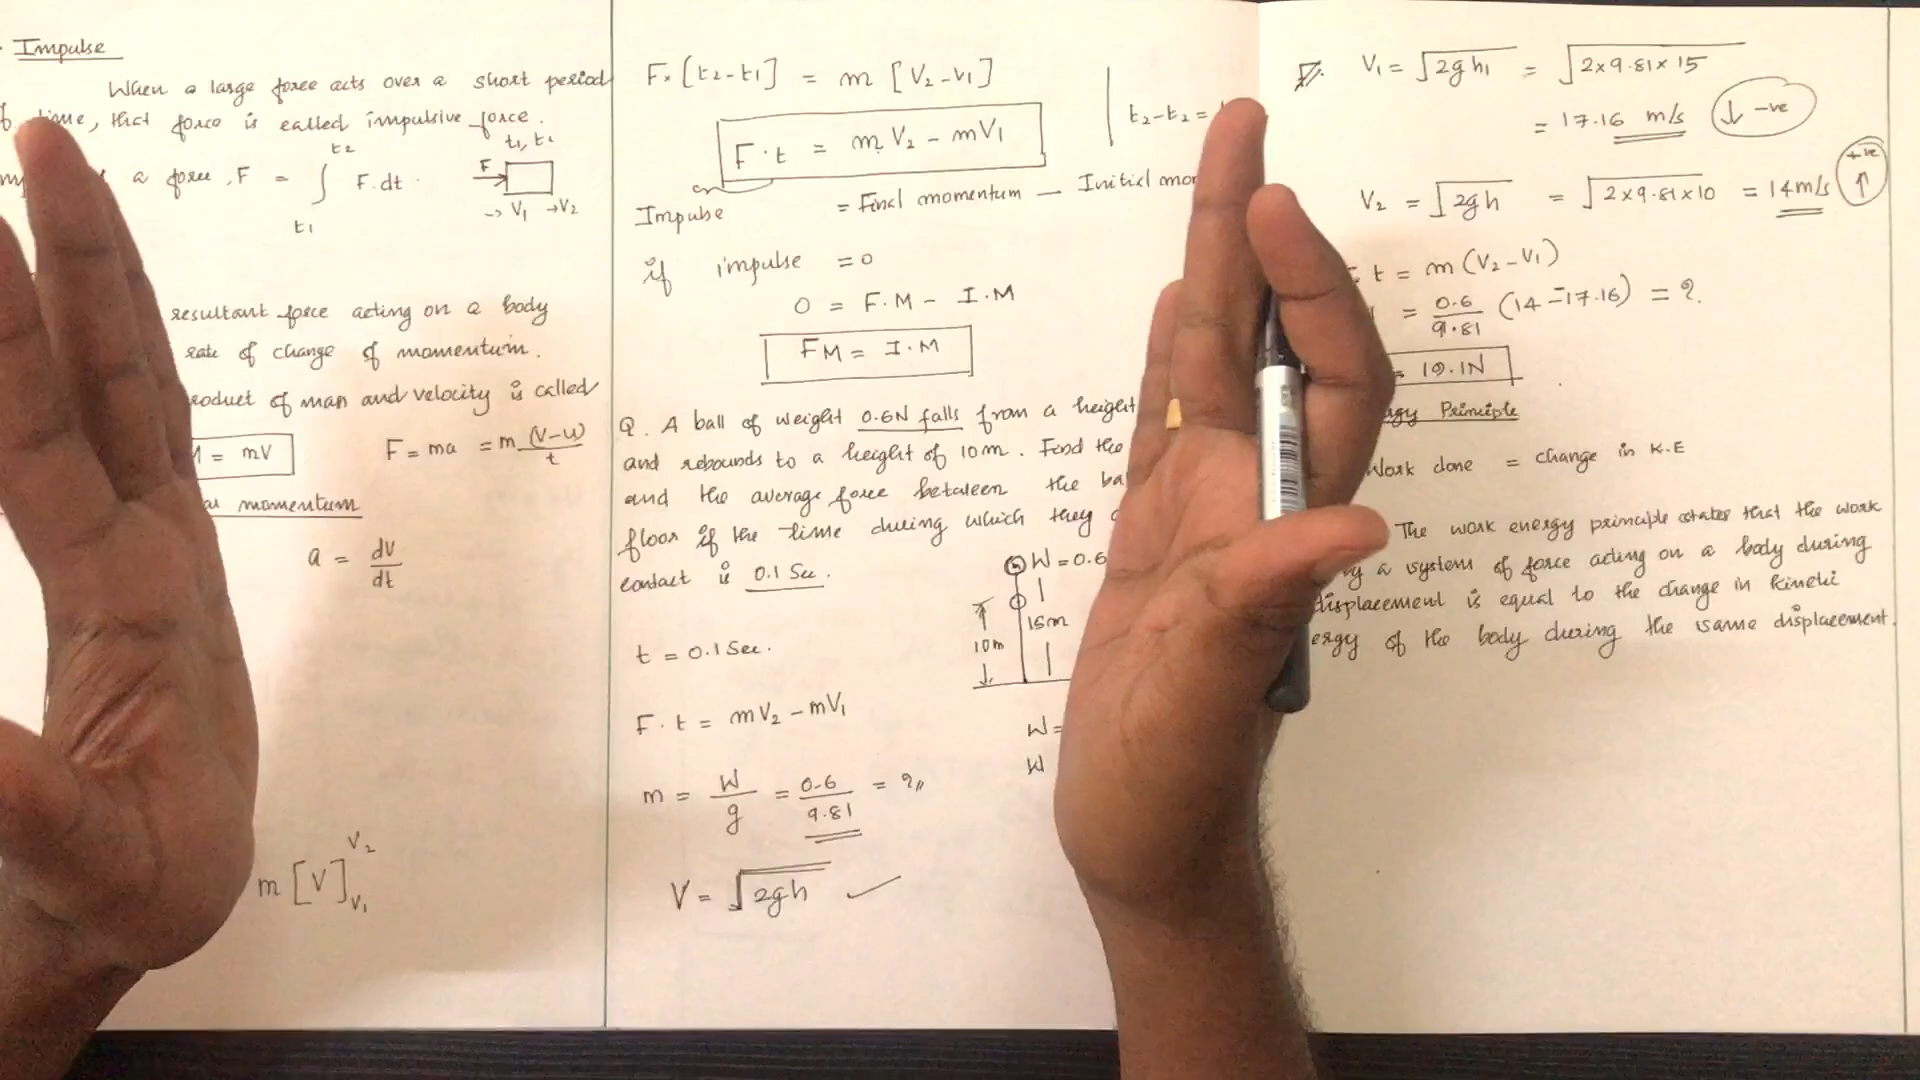 Impulse
When a large force acts over a short period
time, that force is called impulsive force.
t1, t2
a force, F = ∫ F.dt
t2
t1
F
→ V1 → V2
resultant force acting on a body
rate of change of momentum.
product of mass and velocity is called
= mV
F = ma = m (V-u)/t
momentum
a = dv/dt
m [V] V2 V1
F× [t2-t1] = m [V2-V1]
t2-t2 =
F·t = mV2 - mV1
Impulse = Final momentum — Initial
if impulse = 0
0 = F.M - I.M
FM = I.M
Q. A ball of weight 0.6N falls from a height
and rebounds to a height of 10m. Find the
and the average force between the
floor if the time during which they
contact is 0.1 Sec.
W = 0.6
15m
10m
t = 0.1 Sec.
F·t = mV2 - mV1
W =
W
m = W/g = 0.6/9.81 = ?
V = √2gh
V1 = √2gh1 = √2×9.81×15
= 17.16 m/s ↓ -ve
V2 = √2gh = √2×9.81×10 = 14m/s +ve ↑
t = m (V2-V1)
= 0.6/9.81 (14 - -17.16) = ?
= 19.1N
Principle
Work done = change in K.E
The work energy principle states that the work
a system of force acting on a body during
displacement is equal to the change in kinetic
of the body during the same displacement.